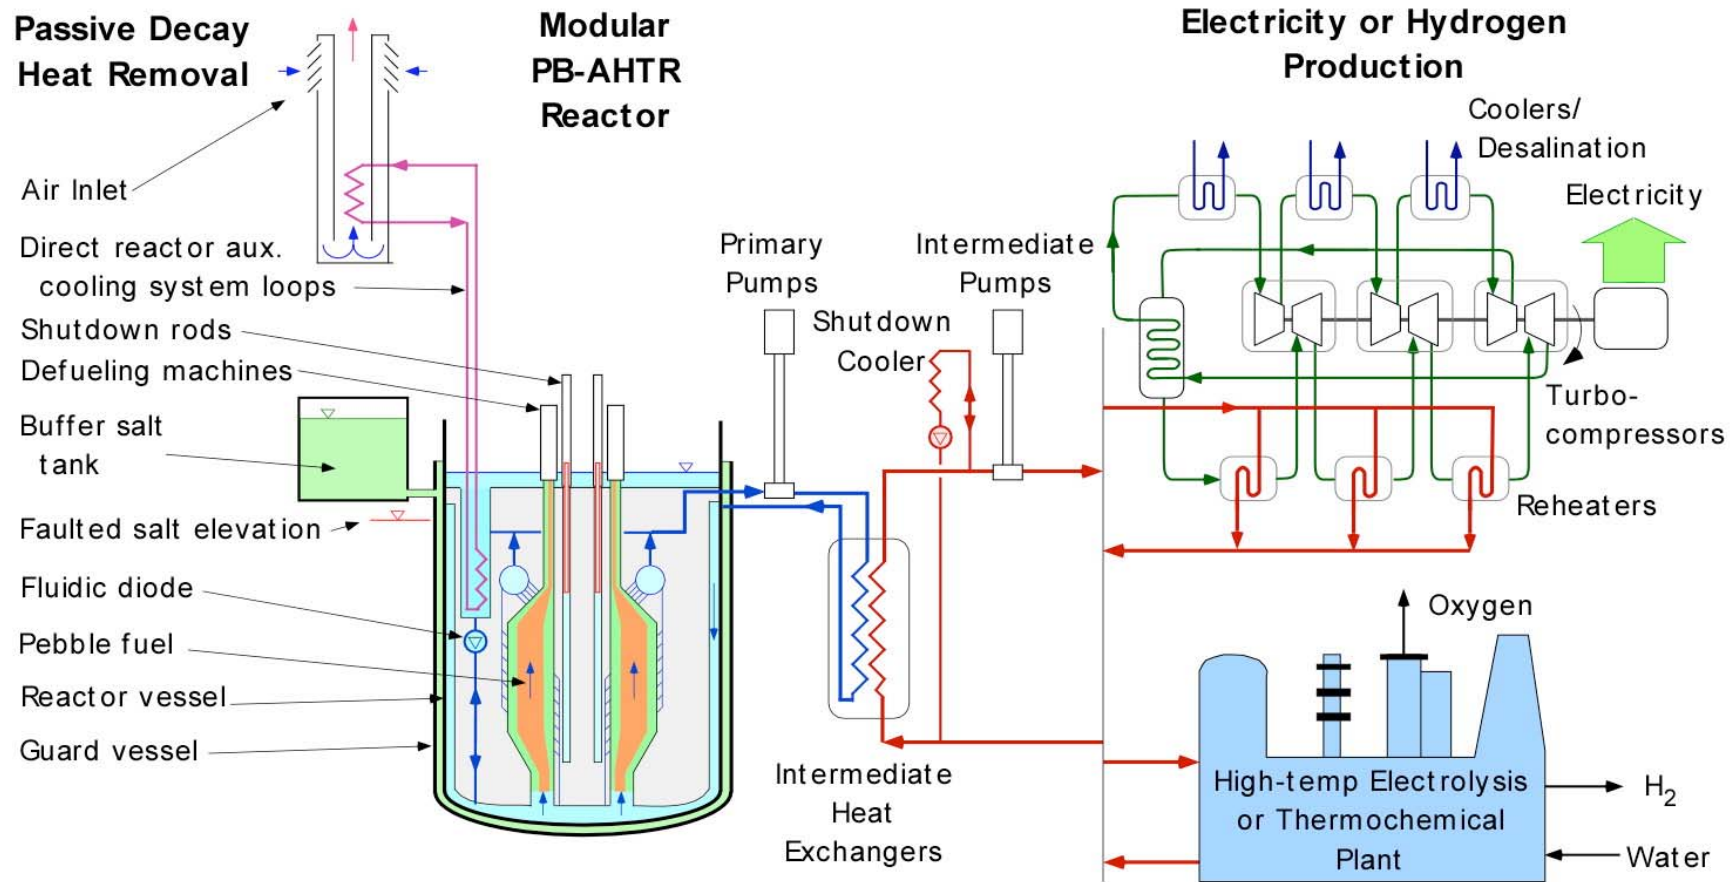 Passive Decay
Heat Removal
Modular
PB-AHTR
Reactor
Electricity or Hydrogen
Production
Coolers/
Desalination
Electricity
Air Inlet
Direct reactor aux.
cooling system loops
Shutdown rods
Defueling machines
Buffer salt
tank
Faulted salt elevation
Fluidic diode
Pebble fuel
Reactor vessel
Guard vessel
Primary
Pumps
Intermediate
Pumps
Shutdown
Cooler
Turbo-
compressors
Reheaters
Intermediate
Heat
Exchangers
Oxygen
High-temp Electrolysis
or Thermochemical
Plant
H2
Water